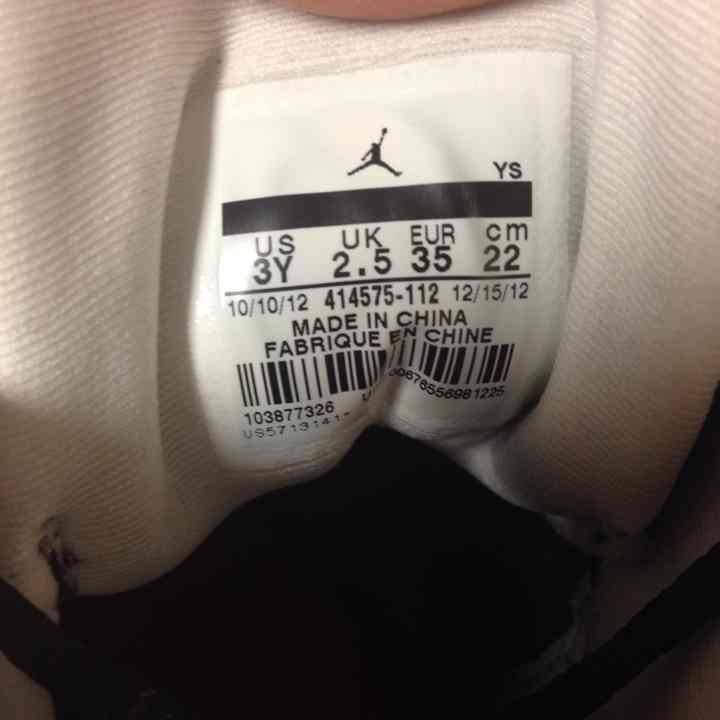 YS
US UK EUR cm
3Y 2.5 35 22
10/10/12 414575-112 12/15/12
MADE IN CHINA
FABRIQUE EN CHINE
00676556981225
103877326